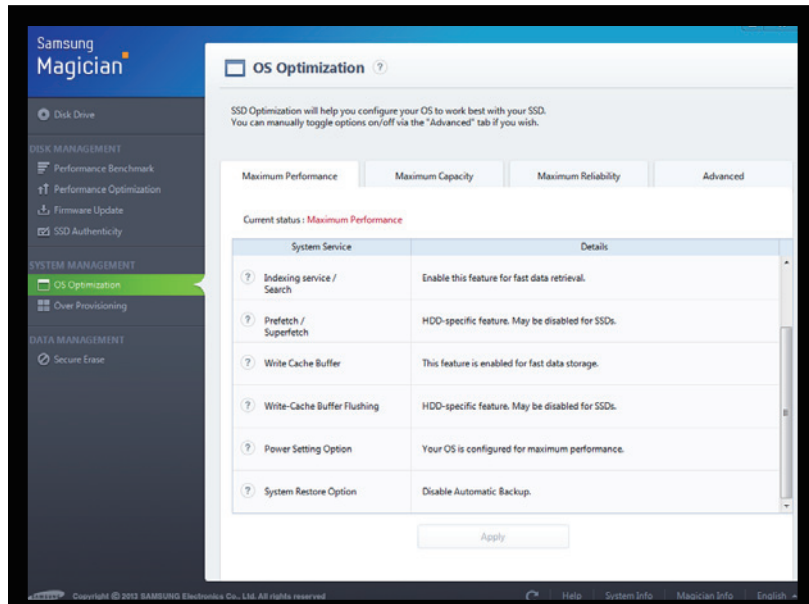 Samsung
Magician
OS Optimization ?
Disk Drive
SSD Optimization will help you configure your OS to work best with your SSD.
You can manually toggle options on/off via the "Advanced" tab if you wish.
DISK MANAGEMENT
Performance Benchmark
Performance Optimization
Firmware Update
SSD Authenticity
SYSTEM MANAGEMENT
OS Optimization
Over Provisioning
DATA MANAGEMENT
Secure Erase
Maximum Performance Maximum Capacity Maximum Reliability Advanced
Current status : Maximum Performance
System Service Details
? Indexing service / Enable this feature for fast data retrieval.
Search
? Prefetch / HDD-specific feature. May be disabled for SSDs.
Superfetch
? Write Cache Buffer This feature is enabled for fast data storage.
? Write-Cache Buffer Flushing HDD-specific feature. May be disabled for SSDs.
? Power Setting Option Your OS is configured for maximum performance.
? System Restore Option Disable Automatic Backup.
Apply
SAMSUNG Copyright © 2013 SAMSUNG Electronics Co., Ltd. All rights reserved Help System Info Magician Info English